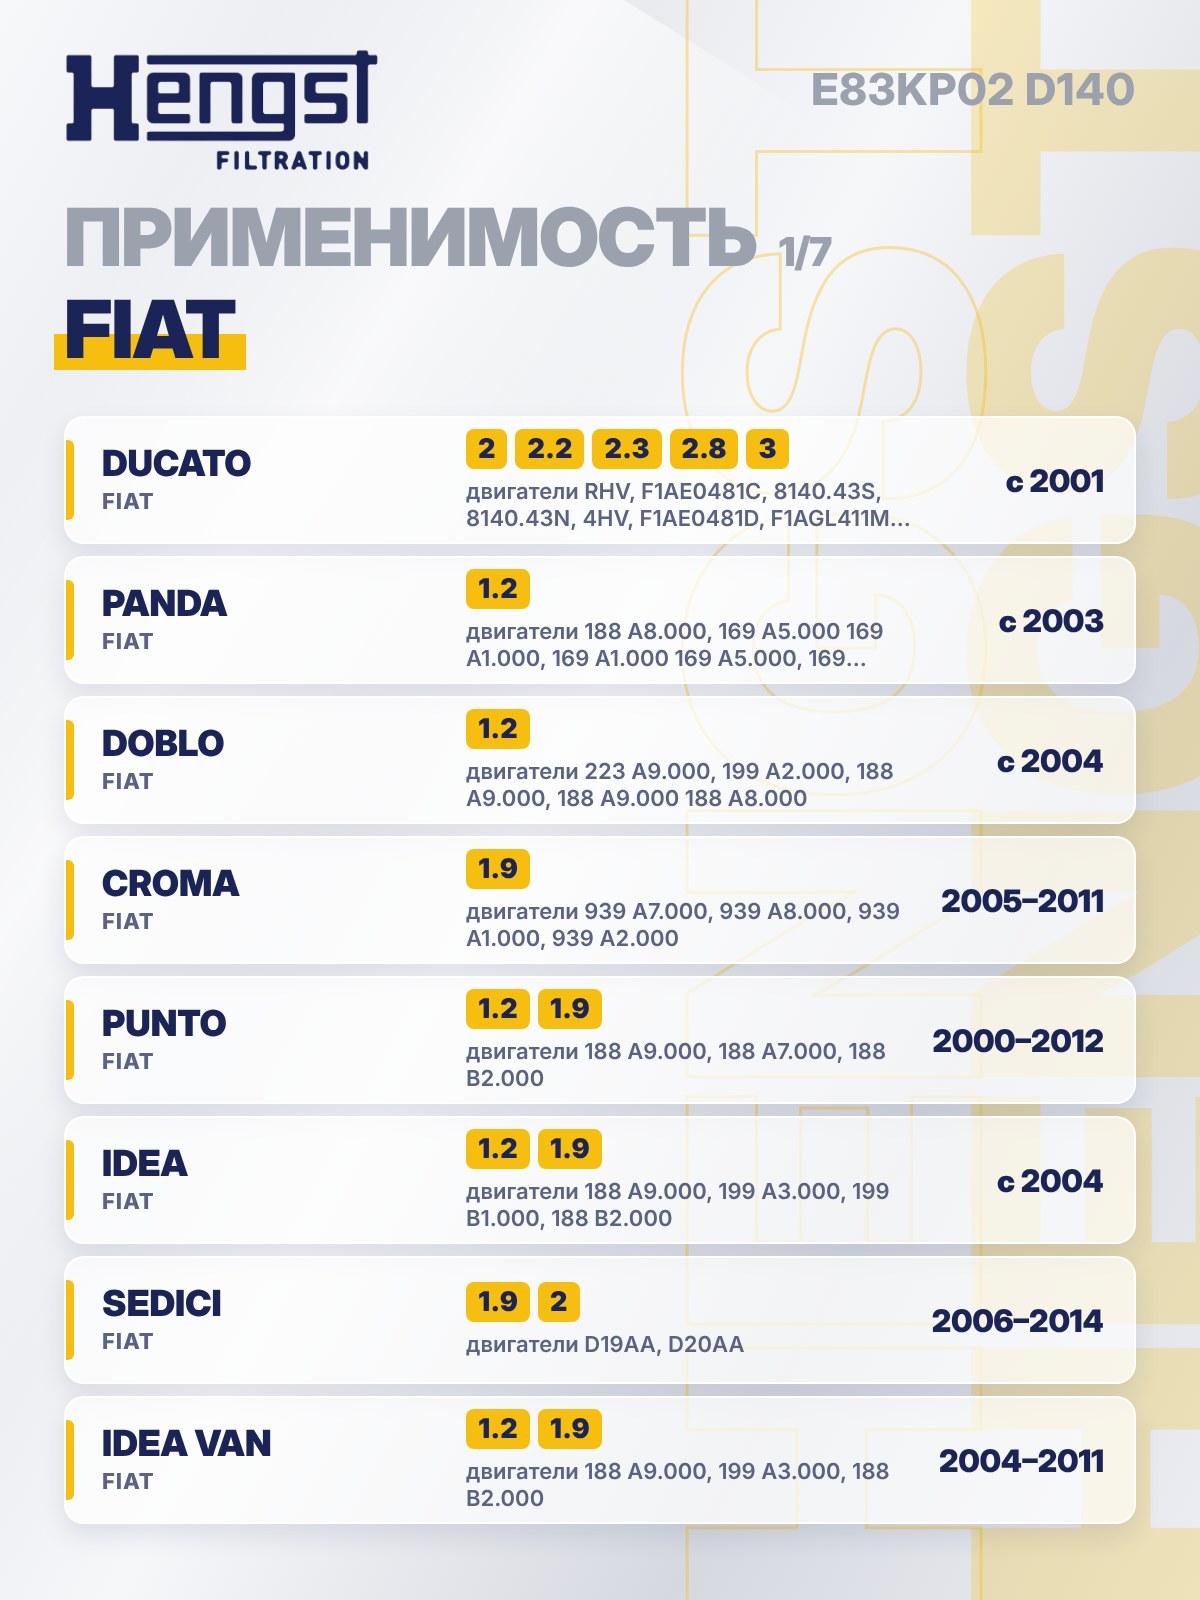 Hengst
FILTRATION
E83KP02 D140
ПРИМЕНИМОСТЬ 1/7
FIAT
DUCATO
FIAT
2 2.2 2.3 2.8 3
двигатели RHV, F1AE0481C, 8140.43S,
8140.43N, 4HV, F1AE0481D, F1AGL411M...
с 2001
PANDA
FIAT
1.2
двигатели 188 A8.000, 169 A5.000 169
A1.000, 169 A1.000 169 A5.000, 169...
с 2003
DOBLO
FIAT
1.2
двигатели 223 A9.000, 199 A2.000, 188
A9.000, 188 A9.000 188 A8.000
с 2004
CROMA
FIAT
1.9
двигатели 939 A7.000, 939 A8.000, 939
A1.000, 939 A2.000
2005–2011
PUNTO
FIAT
1.2 1.9
двигатели 188 A9.000, 188 A7.000, 188
B2.000
2000–2012
IDEA
FIAT
1.2 1.9
двигатели 188 A9.000, 199 A3.000, 199
B1.000, 188 B2.000
с 2004
SEDICI
FIAT
1.9 2
двигатели D19AA, D20AA
2006–2014
IDEA VAN
FIAT
1.2 1.9
двигатели 188 A9.000, 199 A3.000, 188
B2.000
2004–2011
HENGST
HENGST